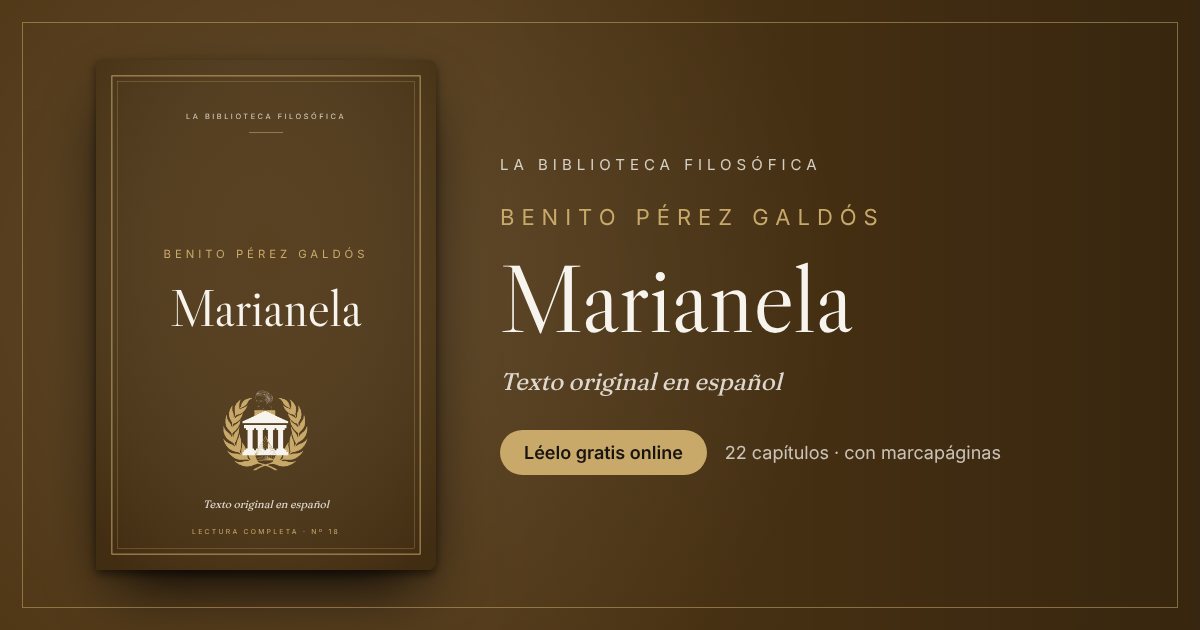 LA BIBLIOTECA FILOSÓFICA
BENITO PÉREZ GALDÓS
Marianela
Texto original en español
LECTURA COMPLETA · Nº 18
LA BIBLIOTECA FILOSÓFICA
BENITO PÉREZ GALDÓS
Marianela
Texto original en español
Léelo gratis online
22 capítulos · con marcapáginas